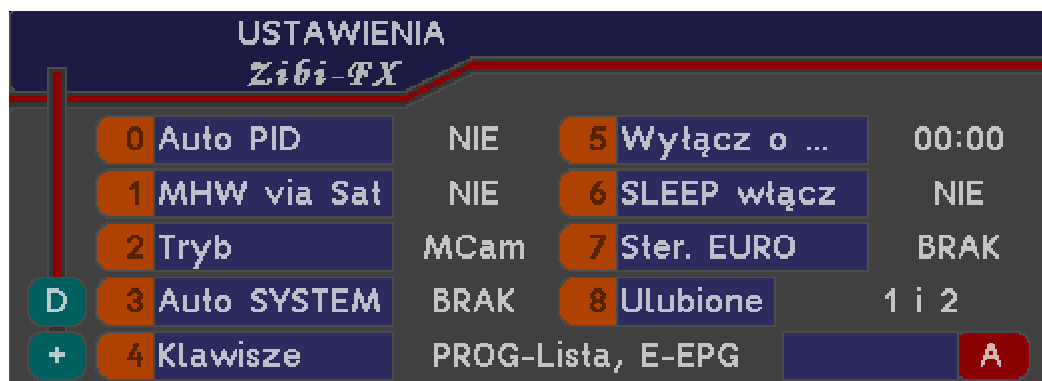 USTAWIENIA
Zibi-FX
0 Auto PID NIE 5 Wyłącz o ... 00:00
1 MHW via Sat NIE 6 SLEEP włącz NIE
2 Tryb MCam 7 Ster. EURO BRAK
D 3 Auto SYSTEM BRAK 8 Ulubione 1 i 2
+ 4 Klawisze PROG-Lista, E-EPG A